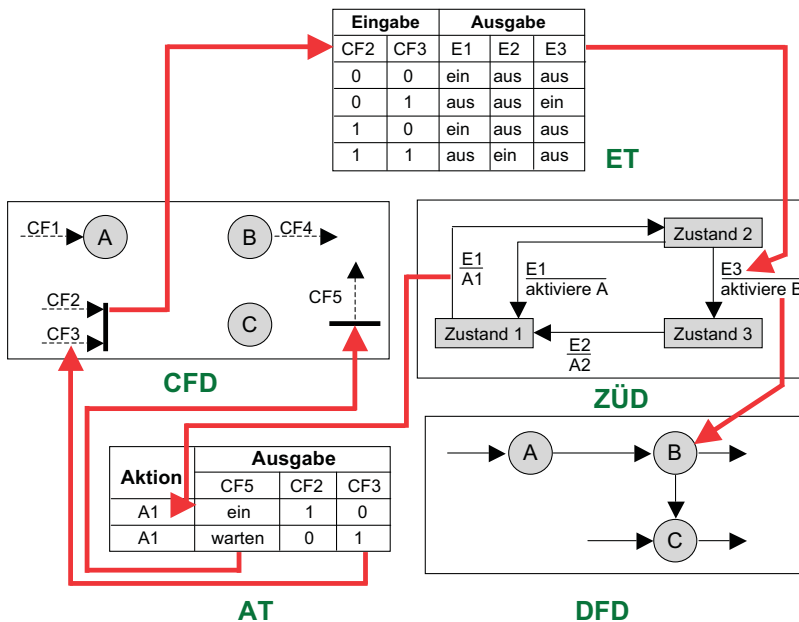 Eingabe Ausgabe
CF2 CF3 E1 E2 E3
0 0 ein aus aus
0 1 aus aus ein
1 0 ein aus aus
1 1 aus ein aus
ET
CF1 A B CF4
CF2
CF3
C
CF5
CFD
Zustand 2
E1
A1
E1
aktiviere A
E3
aktiviere B
Zustand 1
Zustand 3
E2
A2
ZÜD
Aktion Ausgabe
CF5 CF2 CF3
A1 ein 1 0
A1 warten 0 1
AT
A B
C
DFD